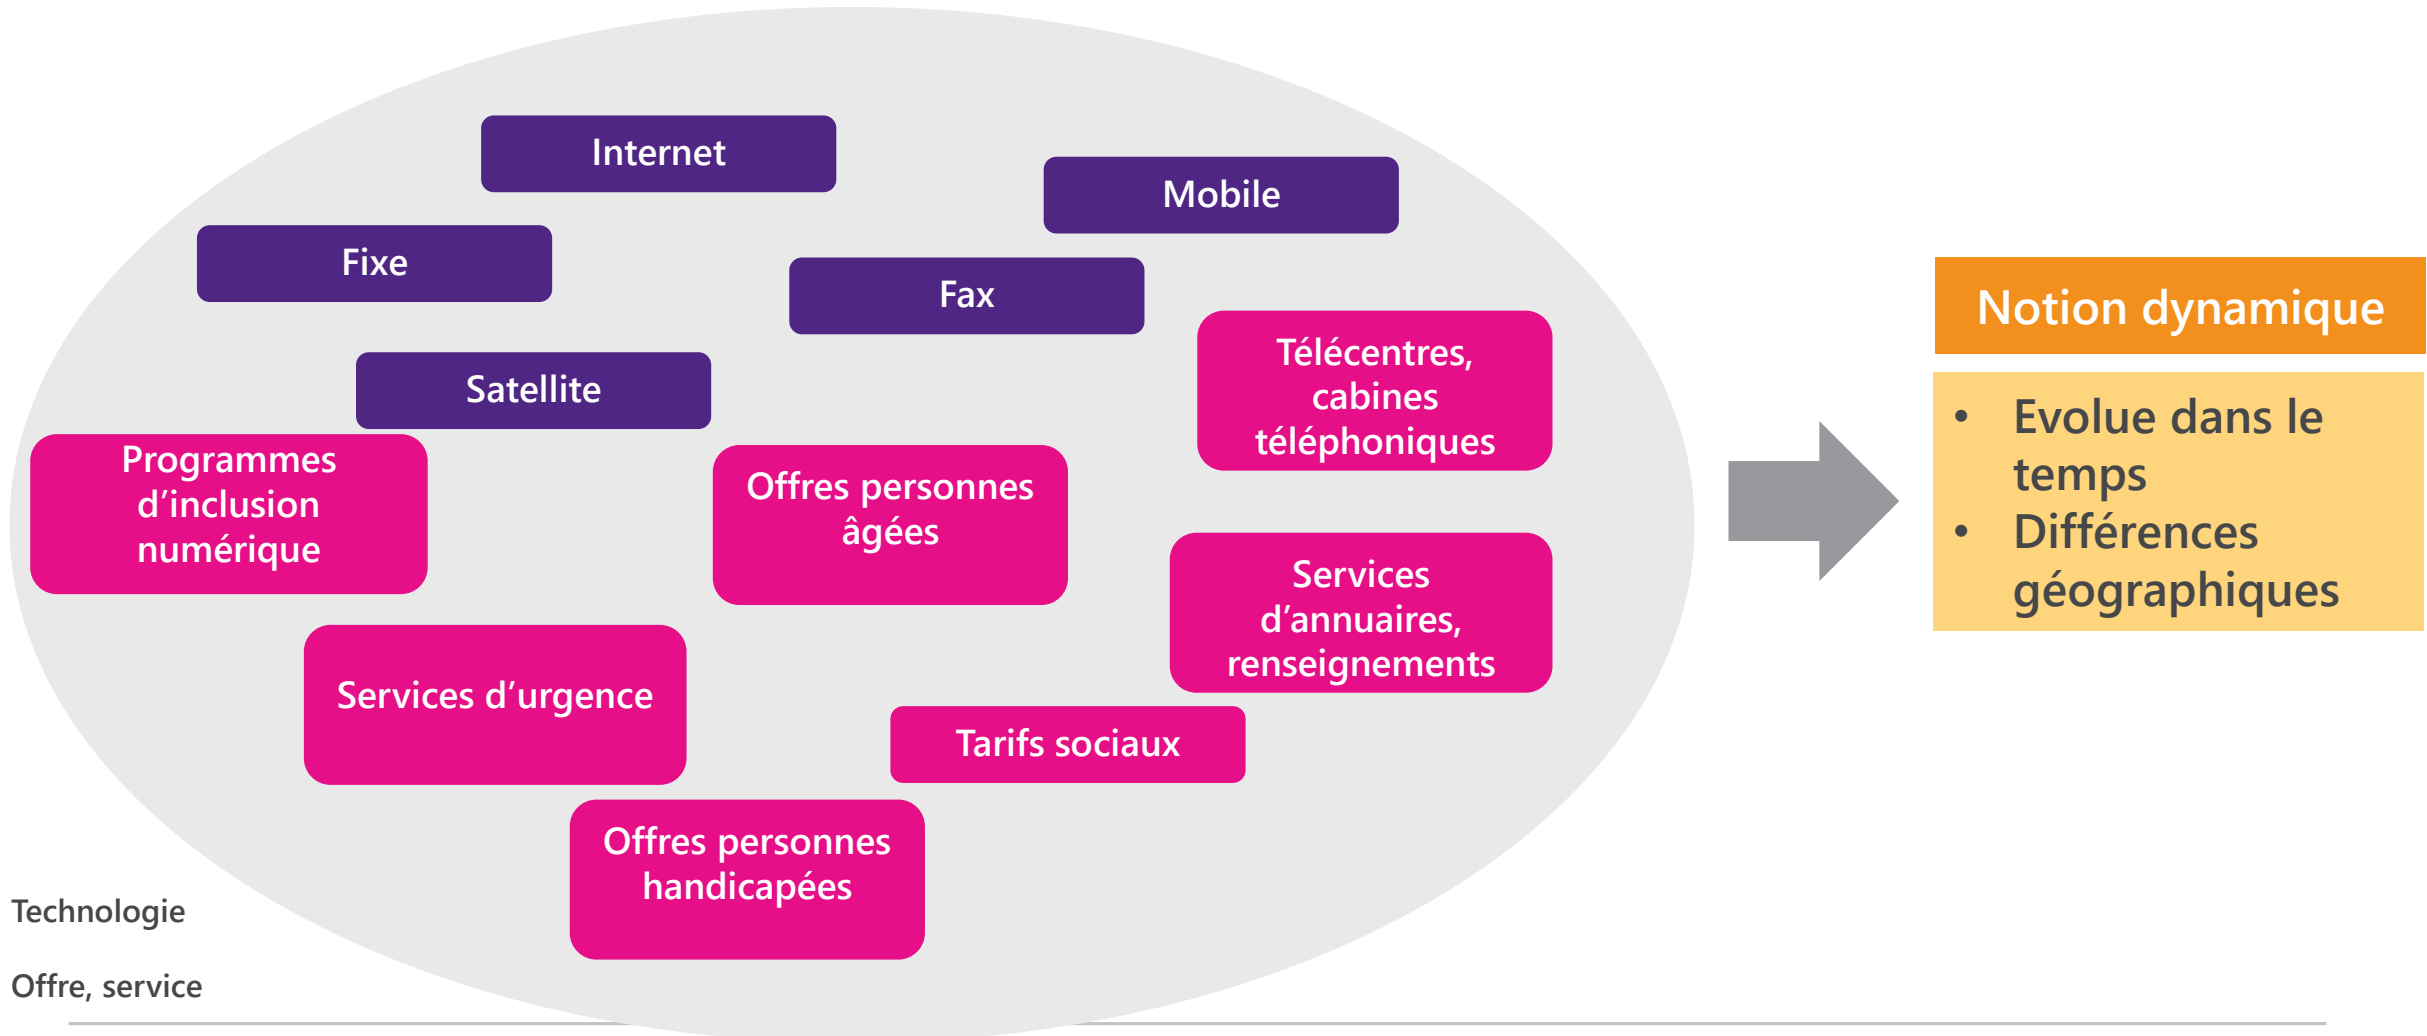 Internet
Mobile
Fixe
Fax
Satellite
Télécentres,
cabines
téléphoniques
Programmes
d’inclusion
numérique
Offres personnes
âgées
Services
d’annuaires,
renseignements
Services d’urgence
Tarifs sociaux
Offres personnes
handicapées
Technologie
Offre, service
Notion dynamique
• Evolue dans le
temps
• Différences
géographiques